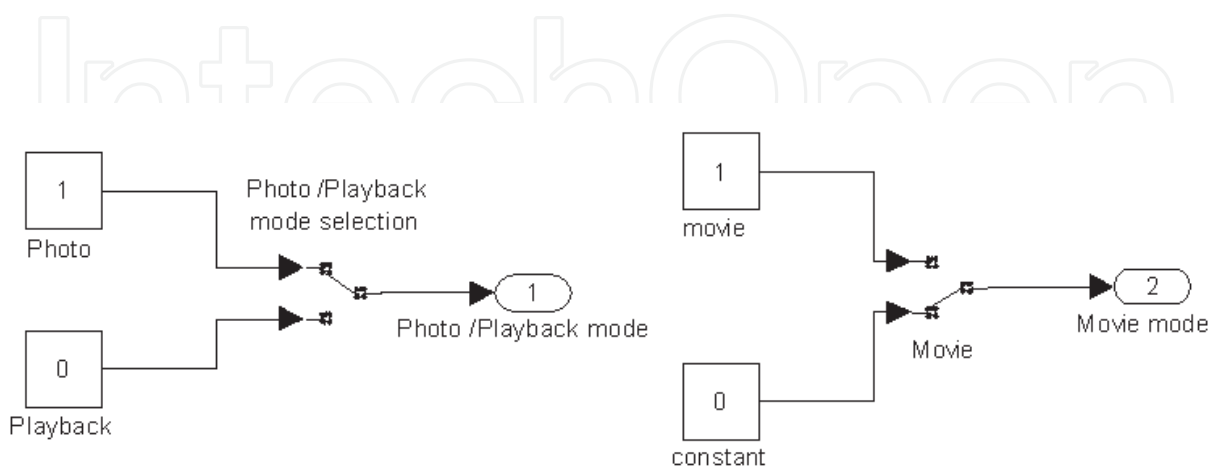 IntechOpen
1
Photo
Photo /Playback
mode selection
0
Playback
1
Photo /Playback mode
1
movie
0
constant
Movie
2
Movie mode